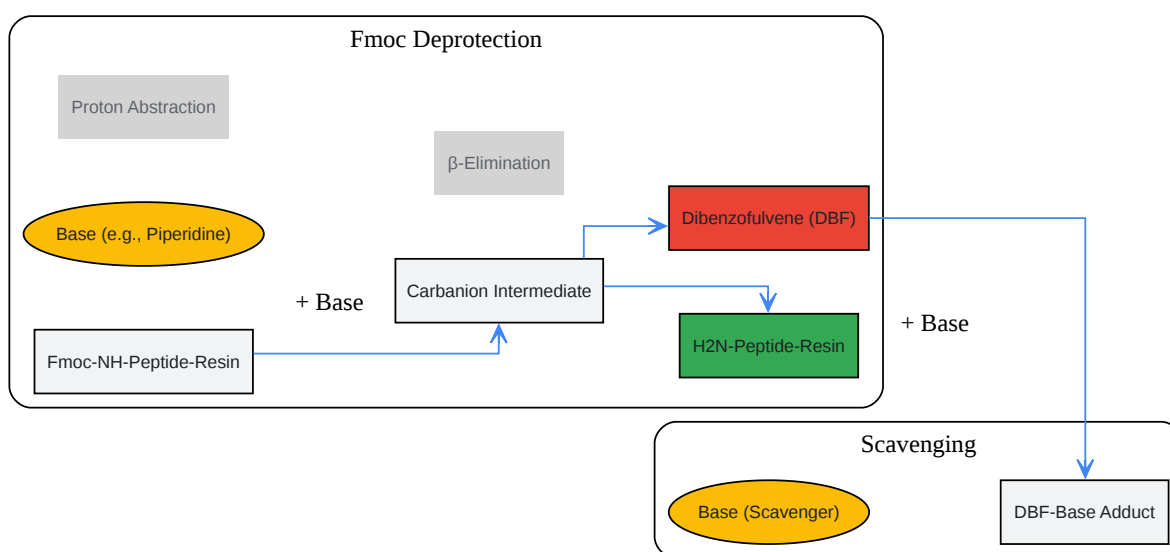 Fmoc Deprotection
Proton Abstraction
β-Elimination
Dibenzofulvene (DBF)
Base (e.g., Piperidine)
Carbanion Intermediate
+ Base
+ Base
H2N-Peptide-Resin
Fmoc-NH-Peptide-Resin
Scavenging
Base (Scavenger)
DBF-Base Adduct